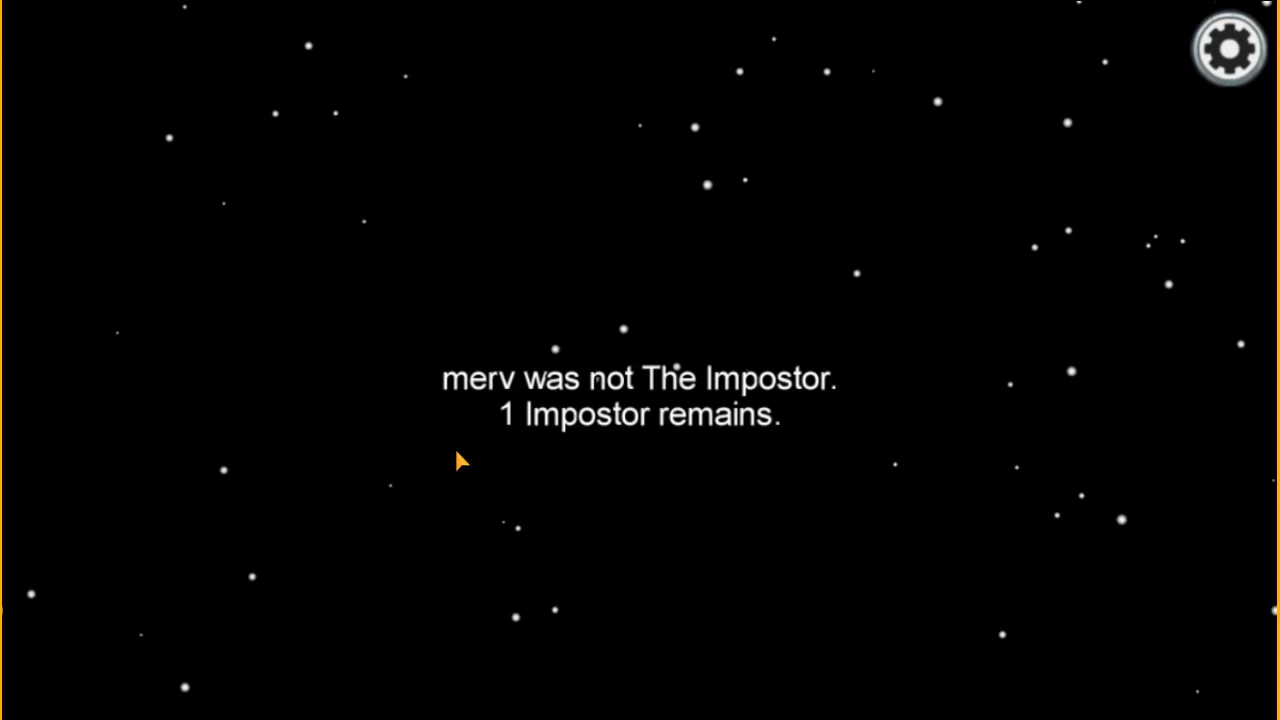 merv was not The Impostor.
1 Impostor remains.